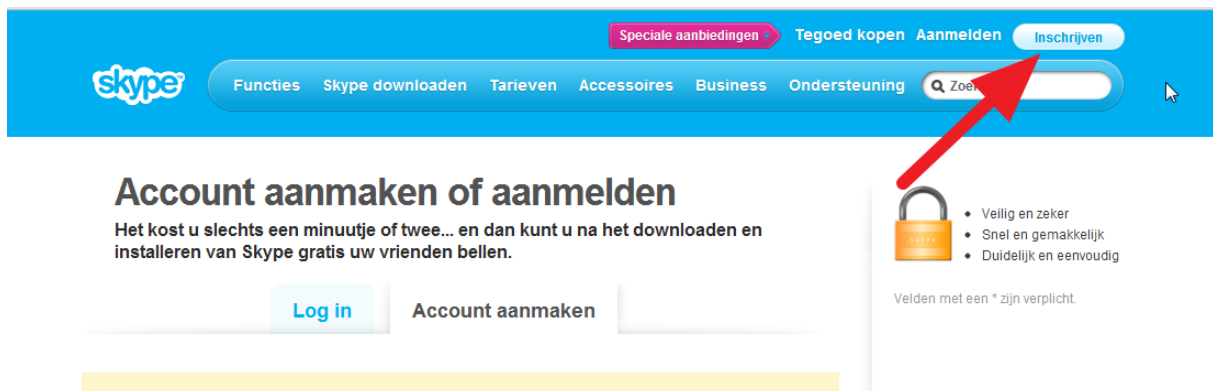 Speciale aanbiedingen Tegoed kopen Aanmelden Inschrijven
skype Functies Skype downloaden Tarieven Accessoires Business Ondersteuning
Account aanmaken of aanmelden
Het kost u slechts een minuutje of twee... en dan kunt u na het downloaden en
installeren van Skype gratis uw vrienden bellen.
Log in Account aanmaken
Veilig en zeker
Snel en gemakkelijk
Duidelijk en eenvoudig
Velden met een * zijn verplicht.